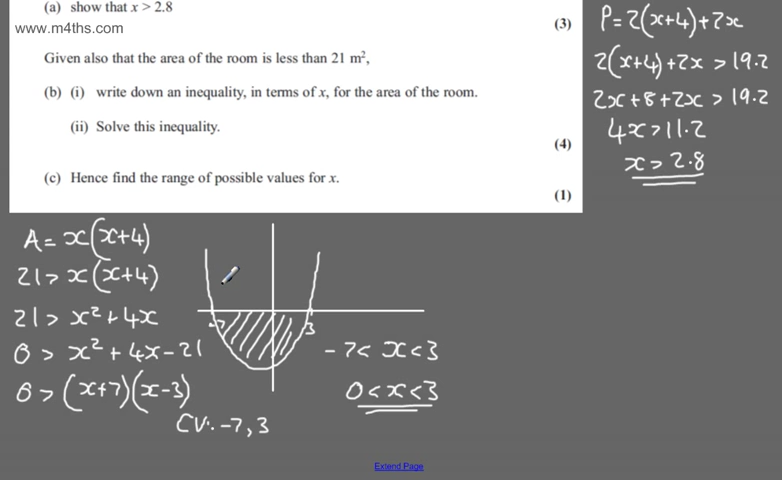 (a) show that x > 2.8
www.m4ths.com
(3)
Given also that the area of the room is less than 21 m²,
(b) (i) write down an inequality, in terms of x, for the area of the room.
(ii) Solve this inequality.
(4)
(c) Hence find the range of possible values for x.
(1)
P = 2(x+4) + 2x
2(x+4) + 2x > 19.2
2x + 8 + 2x > 19.2
4x > 11.2
x > 2.8
A = x(x+4)
21 > x(x+4)
21 > x² + 4x
0 > x² + 4x - 21
0 > (x+7)(x-3)
CV: -7, 3
-7
3
-7 < x < 3
0 < x < 3
Extend Page